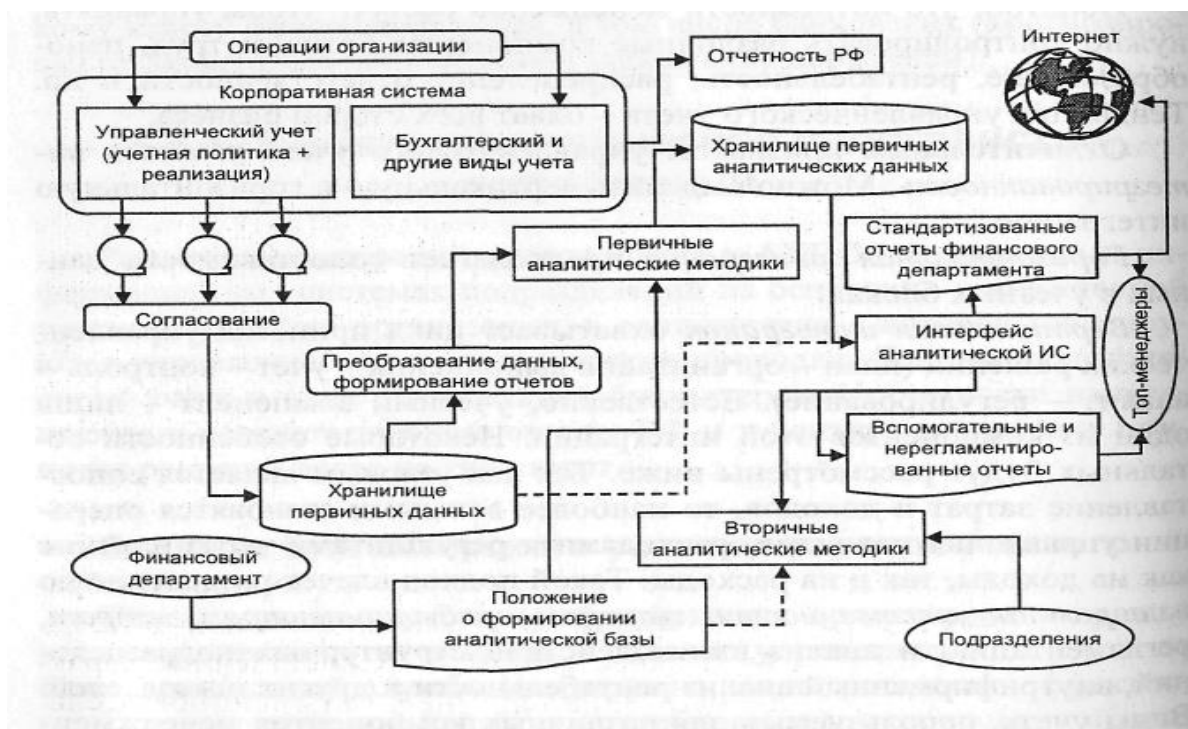 Операции организации
Корпоративная система
Управленческий учет
(учетная политика +
реализация)
Бухгалтерский и
другие виды учета
Отчетность I
Хранилище первичных
аналитических данных
Интернет
Согласование
Первичные
аналитические методики
Стандартизованные
отчеты финансового
департамента
Преобразование данных,
формирование отчетов
Интерфейс
аналитической ИС
Топ-менеджеры
Вспомогательные и
нерегламентиро-
ванные отчеты
Хранилище
первичных данных
Вторичные
аналитические методики
Финансовый
департамент
Положение
о формировании
аналитической базы
Подразделения